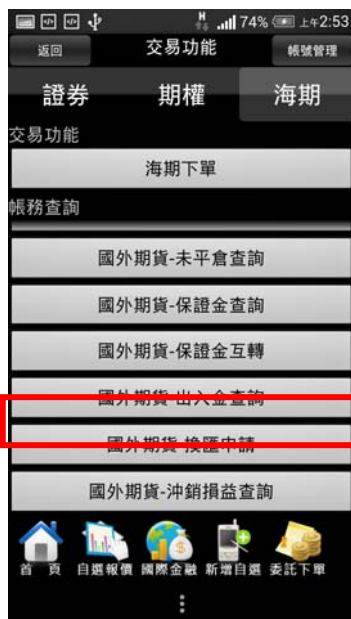 74% 上午2:53
返回 交易功能 帳號管理
證券 期權 海期
交易功能
海期下單
帳務查詢
國外期貨-未平倉查詢
國外期貨-保證金查詢
國外期貨-保證金互轉
國外期貨-出入金查詢
國外期貨-換匯申請
國外期貨-沖銷損益查詢
首 頁 自選報價 國際金融 新增自選 委託下單